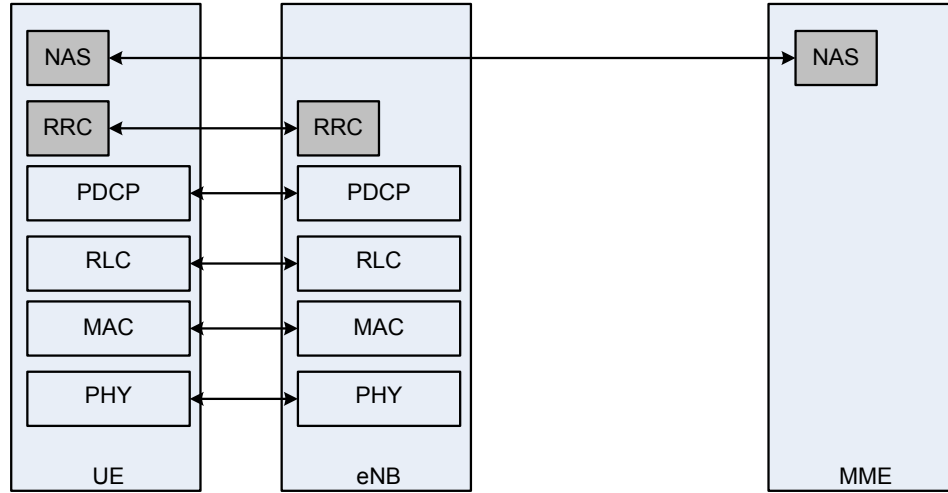 NAS
NAS
RRC
RRC
PDCP
PDCP
RLC
RLC
MAC
MAC
PHY
PHY
UE
eNB
MME